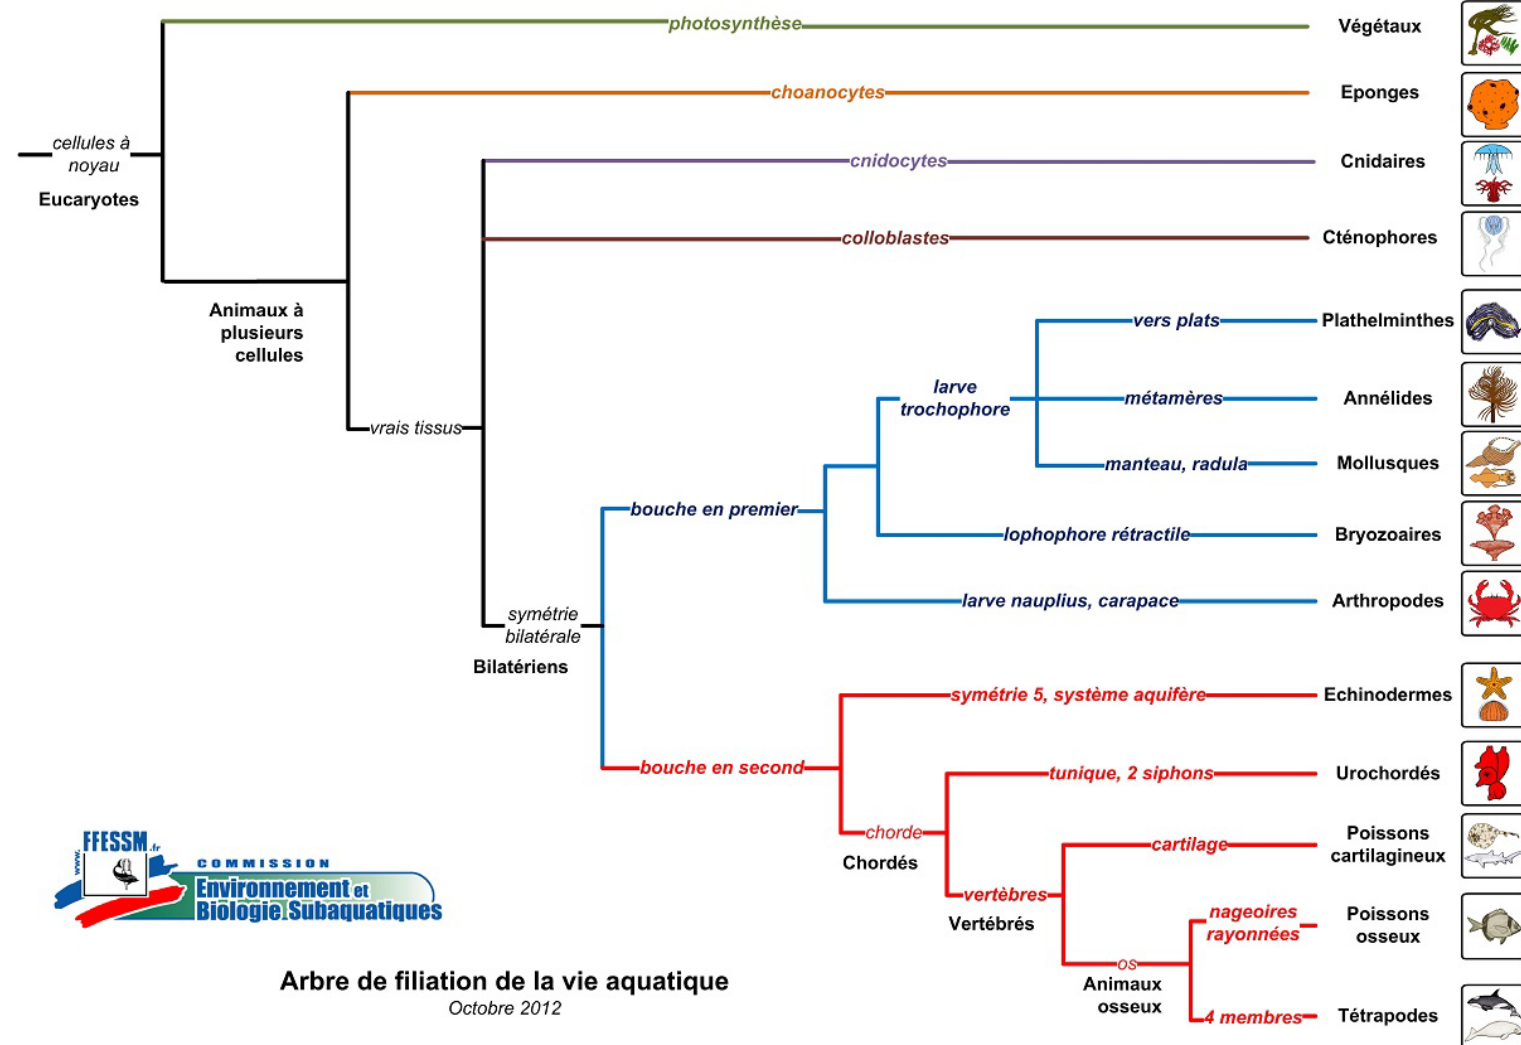 photosynthèse
Végétaux
choanocytes
Eponges
cellules à
noyau
Eucaryotes
cnidocytes
Cnidaires
colloblastes
Cténophores
Animaux à
plusieurs
cellules
vers plats
Plathelminthes
larve
trochophore
métamères
Annélides
vrais tissus
manteau, radula
Mollusques
bouche en premier
lophophore rétractile
Bryozoaires
larve nauplius, carapace
Arthropodes
symétrie
bilatérale
Bilatériens
symétrie 5, système aquifère
Echinodermes
bouche en second
tunique, 2 siphons
Urochordés
chorde
Chordés
cartilage
Poissons
cartilagineux
vertèbres
Vertébrés
nageoires
rayonnées
Poissons
osseux
os
Animaux
osseux
4 membres
Tétrapodes
www.
FFESSM
.fr
COMMISSION
Environnement et
Biologie Subaquatiques
Arbre de filiation de la vie aquatique
Octobre 2012